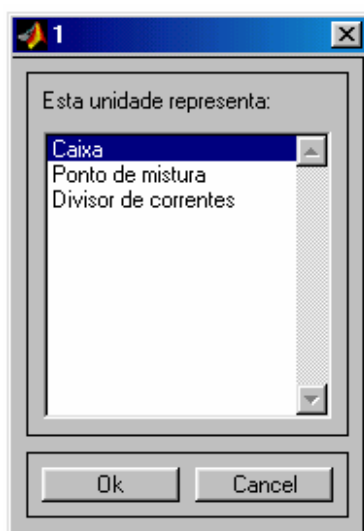 1
Esta unidade representa:
Caixa
Ponto de mistura
Divisor de correntes
Ok
Cancel